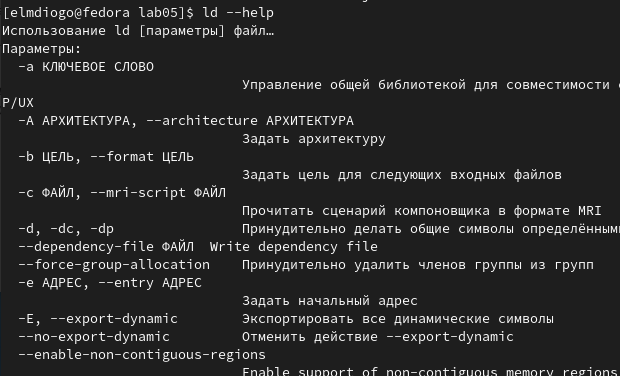 [elmdiogo@fedora lab05]$ ld --help
Использование ld [параметры] файл…
Параметры:
-a КЛЮЧЕВОЕ СЛОВО
Управление общей библиотекой для совместимости
P/UX
-A АРХИТЕКТУРА, --architecture АРХИТЕКТУРА
Задать архитектуру
-b ЦЕЛЬ, --format ЦЕЛЬ
Задать цель для следующих входных файлов
-c ФАЙЛ, --mri-script ФАЙЛ
Прочитать сценарий компоновщика в формате MRI
-d, -dc, -dp Принудительно делать общие символы определёнными
--dependency-file ФАЙЛ Write dependency file
--force-group-allocation Принудительно удалить членов группы из групп
-e АДРЕС, --entry АДРЕС
Задать начальный адрес
-E, --export-dynamic Экспортировать все динамические символы
--no-export-dynamic Отменить действие --export-dynamic
--enable-non-contiguous-regions
Enable support of non-contiguous memory regions